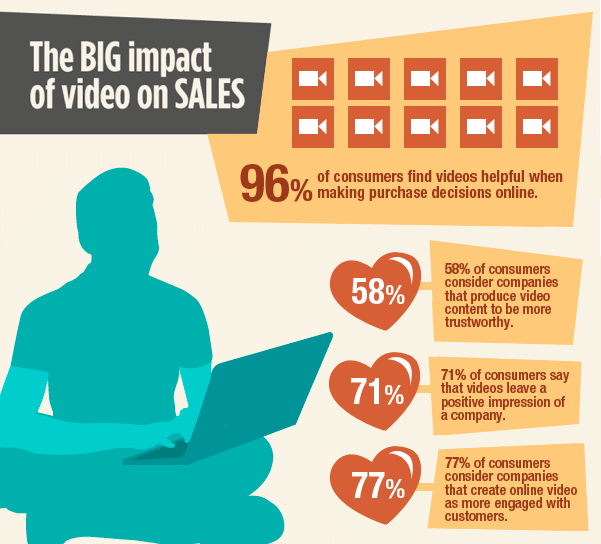 The BIG impact
of video on SALES
96% of consumers find videos helpful when
making purchase decisions online.
58%
58% of consumers
consider companies
that produce video
content to be more
trustworthy.
71%
71% of consumers say
that videos leave a
positive impression of
a company.
77%
77% of consumers
consider companies
that create online video
as more engaged with
customers.